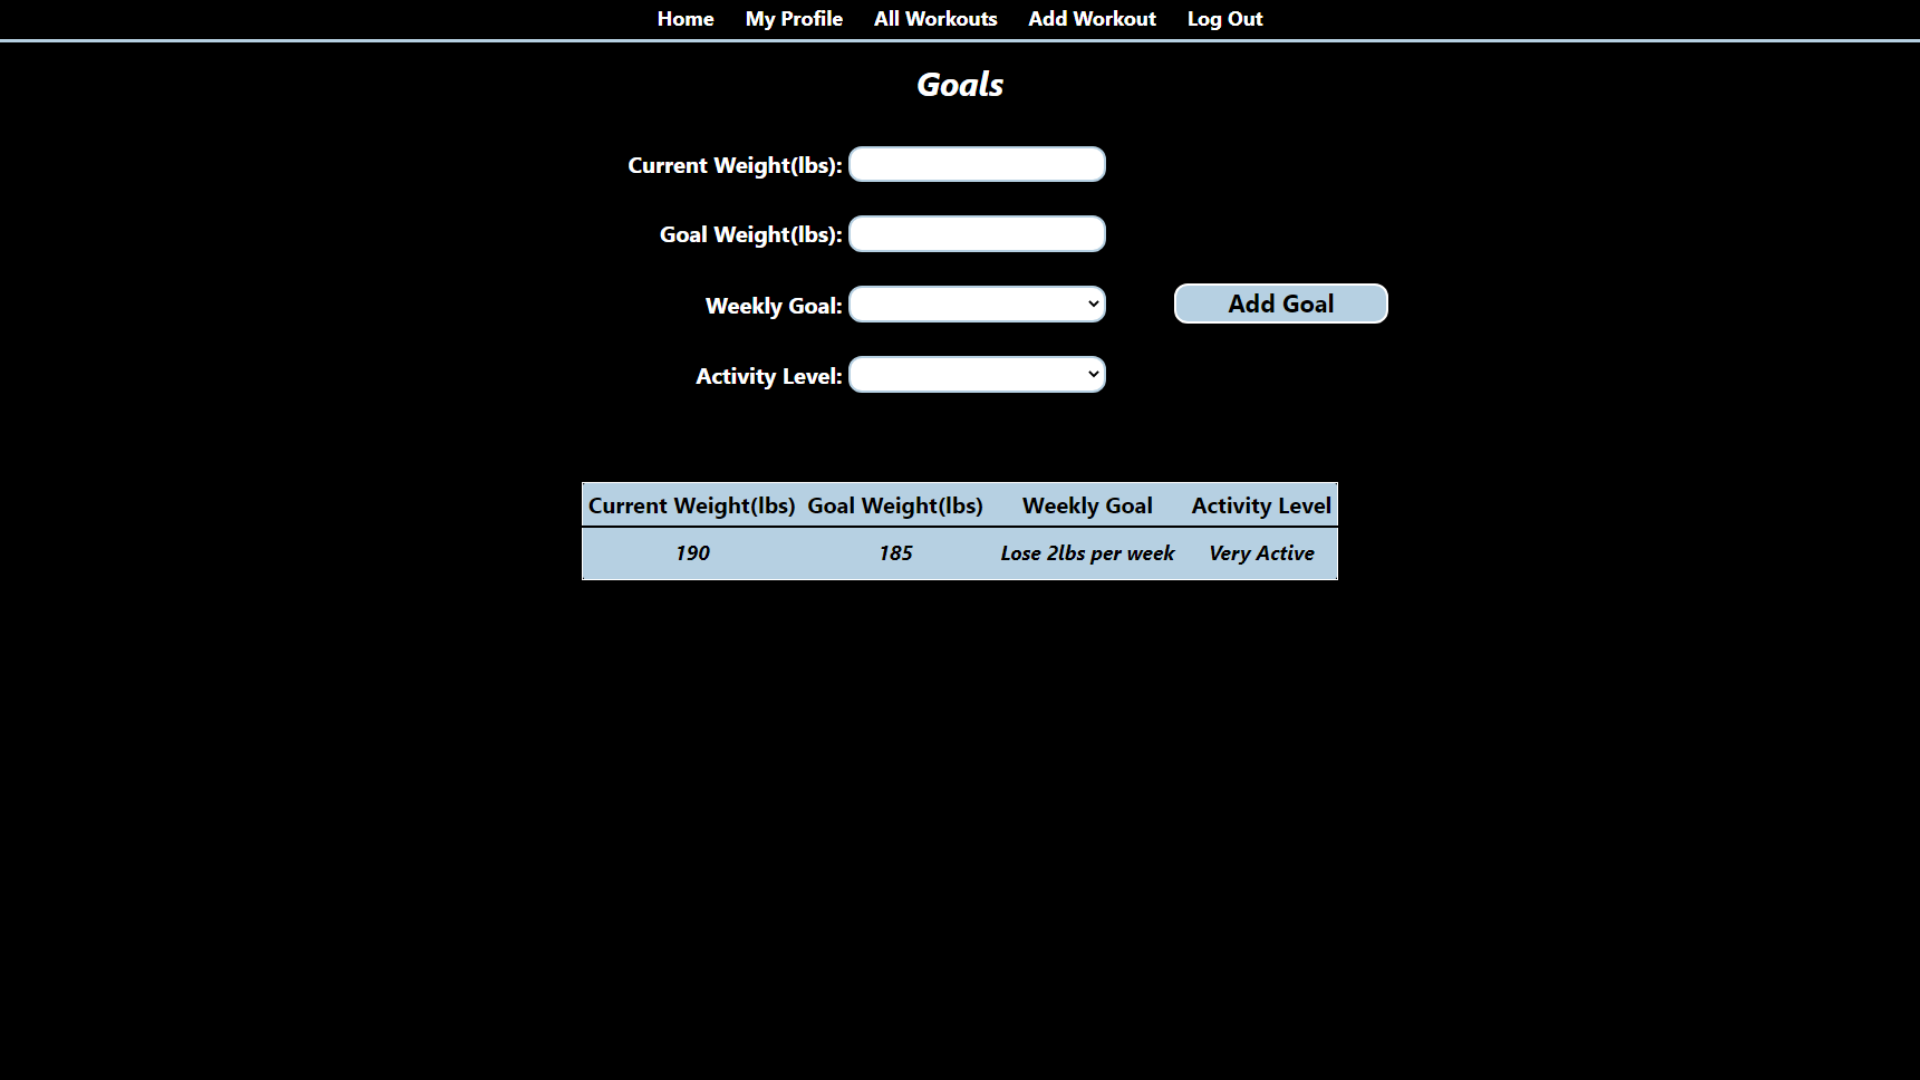 Home My Profile All Workouts Add Workout Log Out
Goals
Current Weight(lbs):
Goal Weight(lbs):
Weekly Goal:
Add Goal
Activity Level:
Current Weight(lbs) Goal Weight(lbs) Weekly Goal Activity Level
190 185 Lose 2lbs per week Very Active